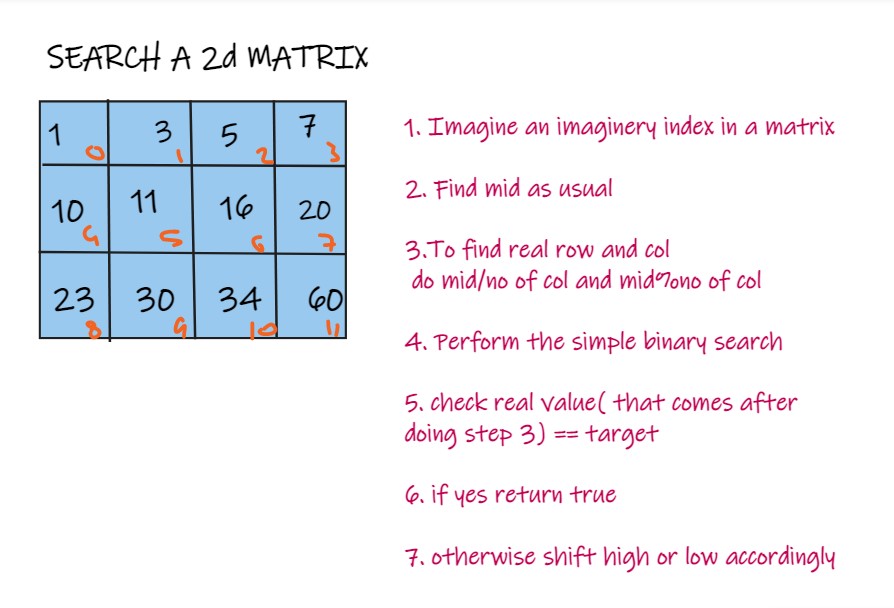 SEARCH A 2d MATRIX
1 0 3 1 5 2 7 3
10 4 11 5 16 6 20 7
23 8 30 9 34 10 60 11
1. Imagine an imaginery index in a matrix
2. Find mid as usual
3.To find real row and col
do mid/no of col and mid%no of col
4. Perform the simple binary search
5. check real value( that comes after
doing step 3) == target
6. if yes return true
7. otherwise shift high or low accordingly